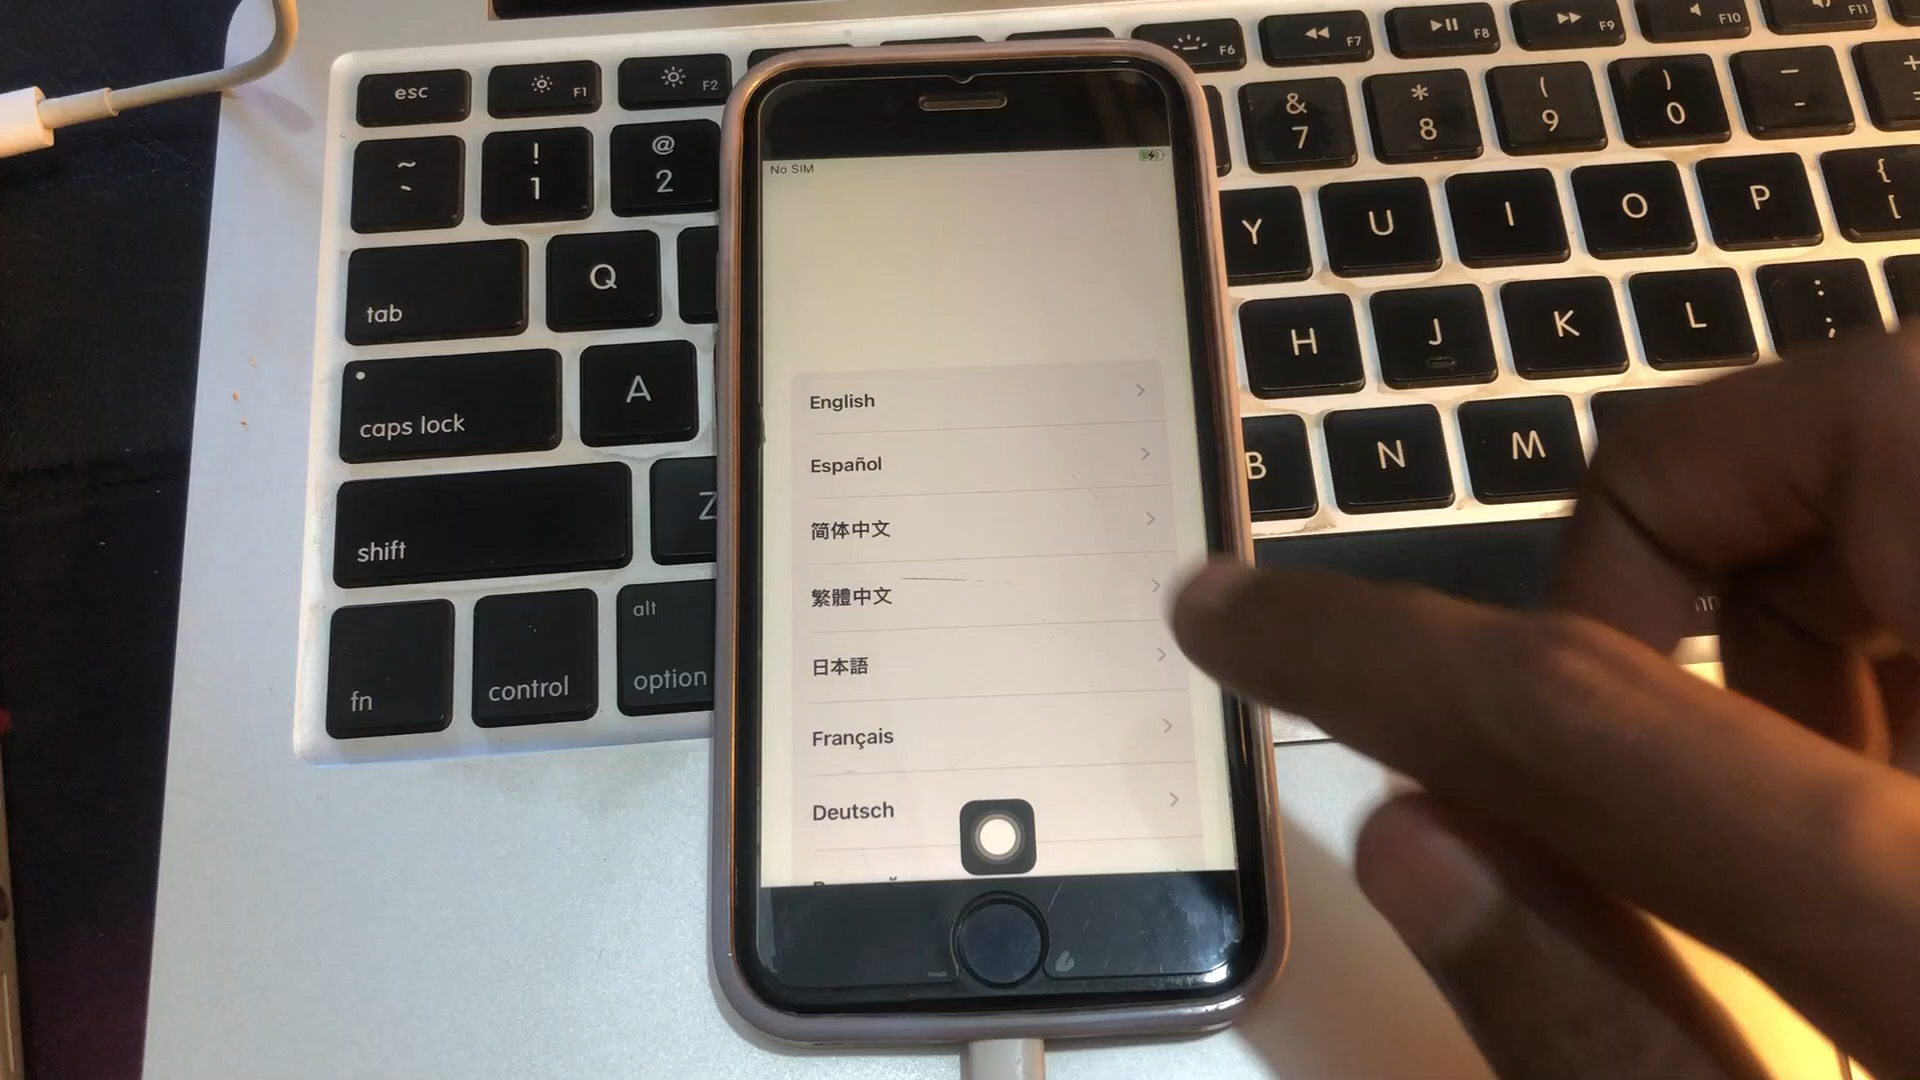 esc
F1
F2
F6
F7
F8
F9
F10
F11
~
`
!
1
@
2
&
7
*
8
(
9
)
0
-
+
=
tab
Q
Y
U
I
O
P
{
[
caps lock
A
H
J
K
L
:
;
shift
Z
B
N
M
fn
control
alt
option
No SIM
English
Español
简体中文
繁體中文
日本語
Français
Deutsch